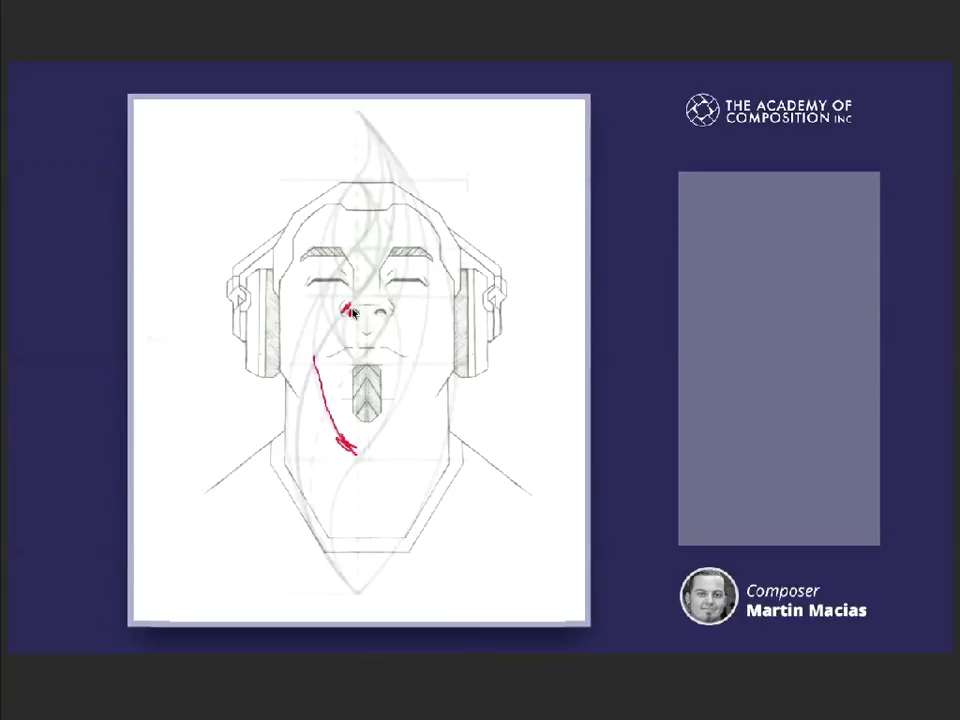 THE ACADEMY OF
COMPOSITION INC
Composer
Martin Macias